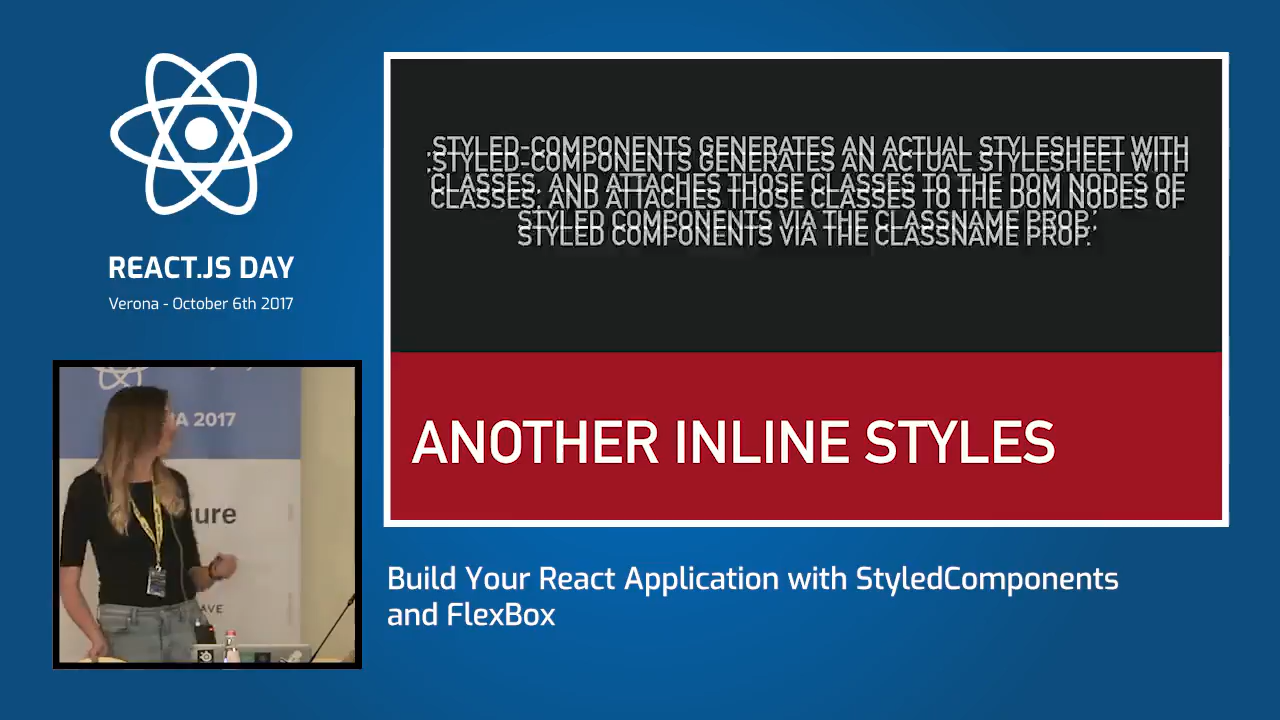 REACT.JS DAY
Verona - October 6th 2017
STYLED-COMPONENTS GENERATES AN ACTUAL STYLESHEET WITH
CLASSES, AND ATTACHES THOSE CLASSES TO THE DOM NODES OF
STYLED COMPONENTS VIA THE CLASSNAME PROP.
ANOTHER INLINE STYLES
2017
Build Your React Application with StyledComponents
and FlexBox